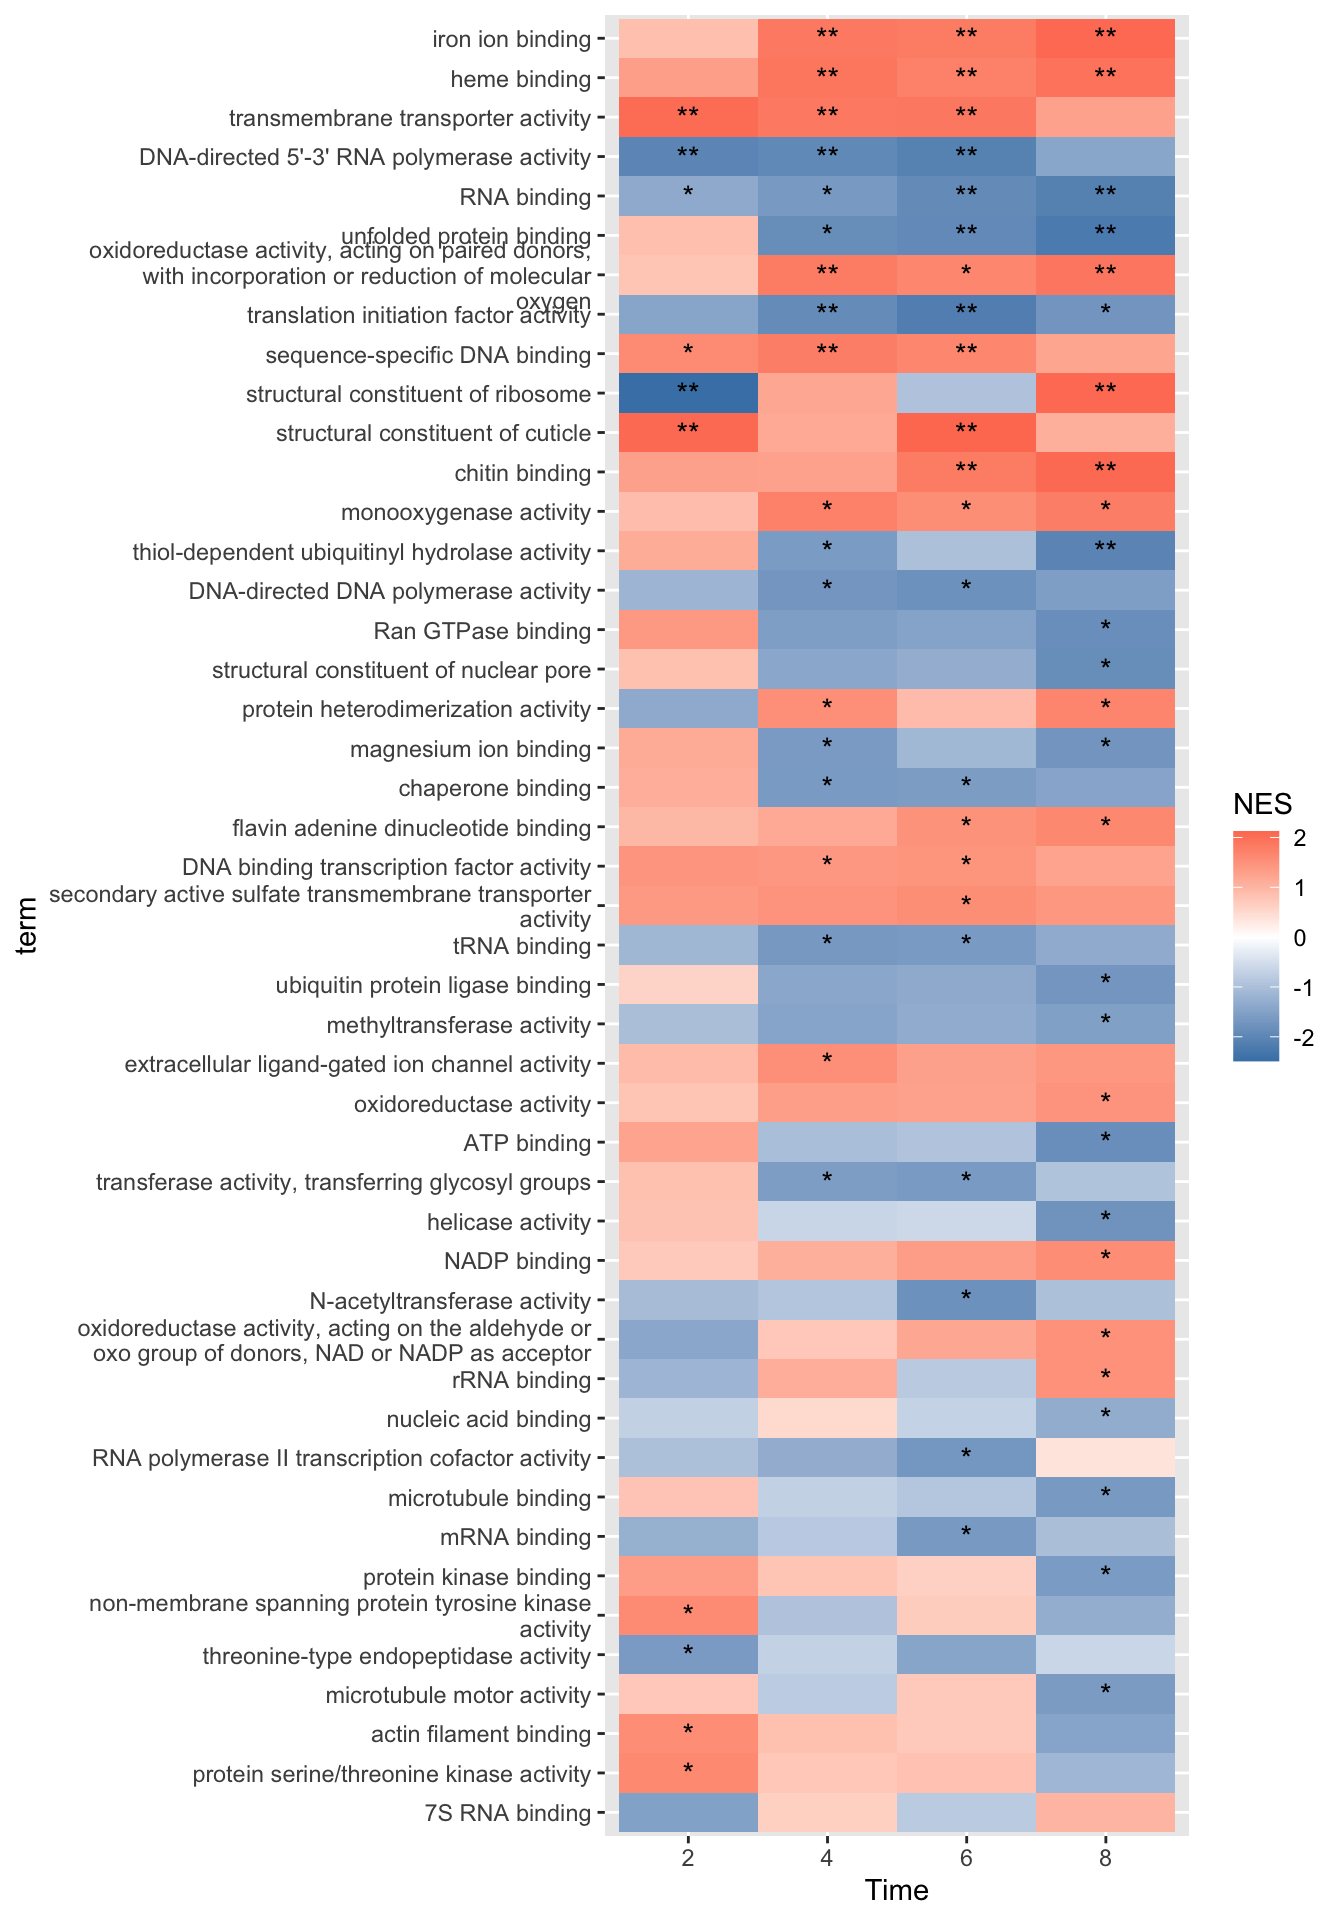 iron ion binding
** ** **
heme binding
** ** **
transmembrane transporter activity
** ** **
DNA-directed 5'-3' RNA polymerase activity
** ** **
RNA binding
* * ** **
unfolded protein binding
* ** **
oxidoreductase activity, acting on paired donors,
with incorporation or reduction of molecular
oxygen
** * **
translation initiation factor activity
** ** *
sequence-specific DNA binding
* ** **
structural constituent of ribosome
** **
structural constituent of cuticle
** **
chitin binding
** **
monooxygenase activity
* * *
thiol-dependent ubiquitinyl hydrolase activity
* **
DNA-directed DNA polymerase activity
* *
Ran GTPase binding
*
structural constituent of nuclear pore
*
protein heterodimerization activity
* *
magnesium ion binding
* *
chaperone binding
* *
flavin adenine dinucleotide binding
* *
DNA binding transcription factor activity
* *
secondary active sulfate transmembrane transporter
activity
*
tRNA binding
* *
ubiquitin protein ligase binding
*
methyltransferase activity
*
extracellular ligand-gated ion channel activity
*
oxidoreductase activity
*
ATP binding
*
transferase activity, transferring glycosyl groups
* *
helicase activity
*
NADP binding
*
N-acetyltransferase activity
*
oxidoreductase activity, acting on the aldehyde or
oxo group of donors, NAD or NADP as acceptor
*
rRNA binding
*
nucleic acid binding
*
RNA polymerase II transcription cofactor activity
*
microtubule binding
*
mRNA binding
*
protein kinase binding
*
non-membrane spanning protein tyrosine kinase
activity
*
threonine-type endopeptidase activity
*
microtubule motor activity
*
actin filament binding
*
protein serine/threonine kinase activity
*
7S RNA binding
2 4 6 8
Time
term
NES
2
1
0
-1
-2